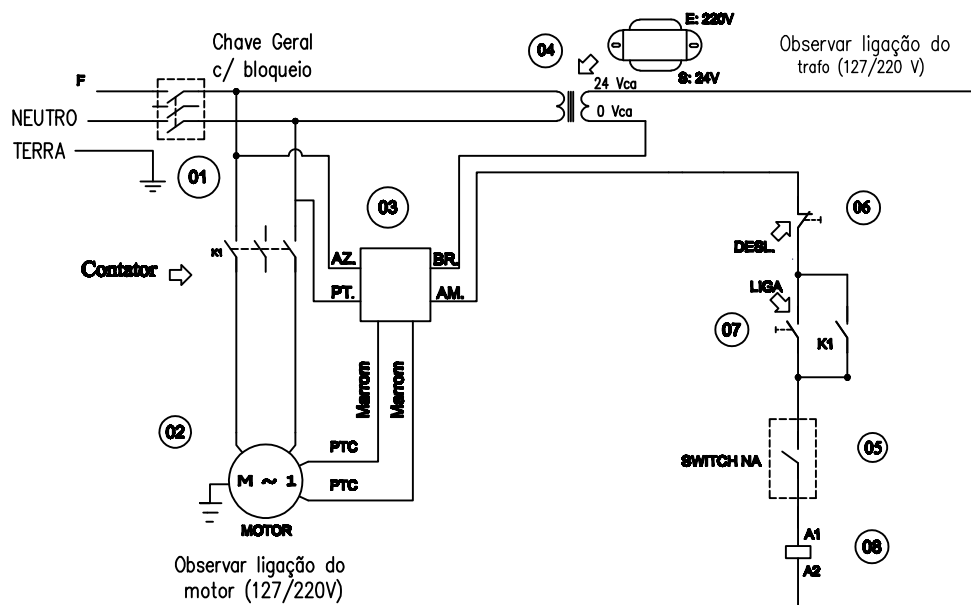 E: 220V
Chave Geral
c/ bloqueio
04
Observar ligação do
trafo (127/220 V)
S: 24V
F
24 Vca
0 Vca
NEUTRO
TERRA
01
03
06
DESL.
K1
AZ.
BR.
Contator
PT.
AM.
LIGA
07
K1
Marrom
Marrom
02
PTC
05
SWITCH NA
M ~ 1
PTC
MOTOR
A1
08
A2
Observar ligação do
motor (127/220V)